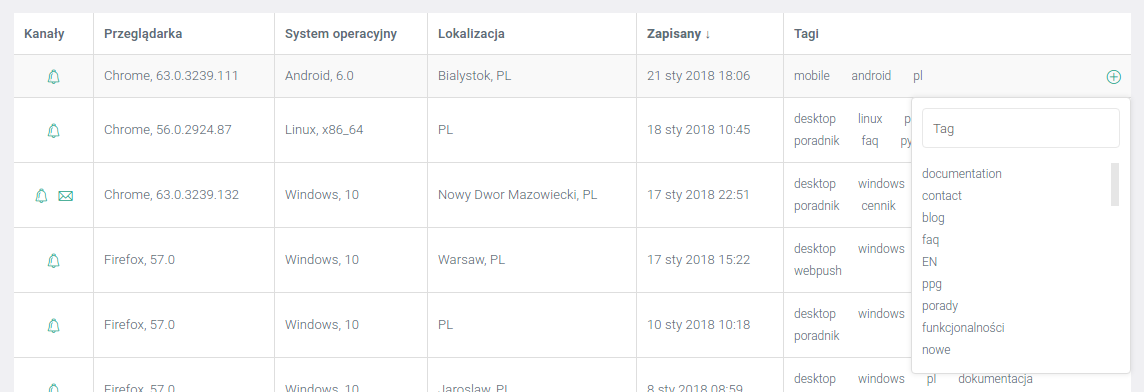 Kanały Przeglądarka System operacyjny Lokalizacja Zapisany ↓ Tagi
Chrome, 63.0.3239.111 Android, 6.0 Bialystok, PL 21 sty 2018 18:06 mobile android pl
Chrome, 56.0.2924.87 Linux, x86_64 PL 18 sty 2018 10:45 desktop linux
poradnik faq
Chrome, 63.0.3239.132 Windows, 10 Nowy Dwor Mazowiecki, PL 17 sty 2018 22:51 desktop windows
poradnik cennik
Firefox, 57.0 Windows, 10 Warsaw, PL 17 sty 2018 15:22 desktop windows
webpush
Firefox, 57.0 Windows, 10 PL 10 sty 2018 10:18 desktop windows
poradnik
Firefox, 57.0 Windows, 10 Jaroslaw, PL 8 sty 2018 08:59 desktop windows pl dokumentacja
Tag
documentation
contact
blog
faq
EN
ppg
porady
funkcjonalności
nowe